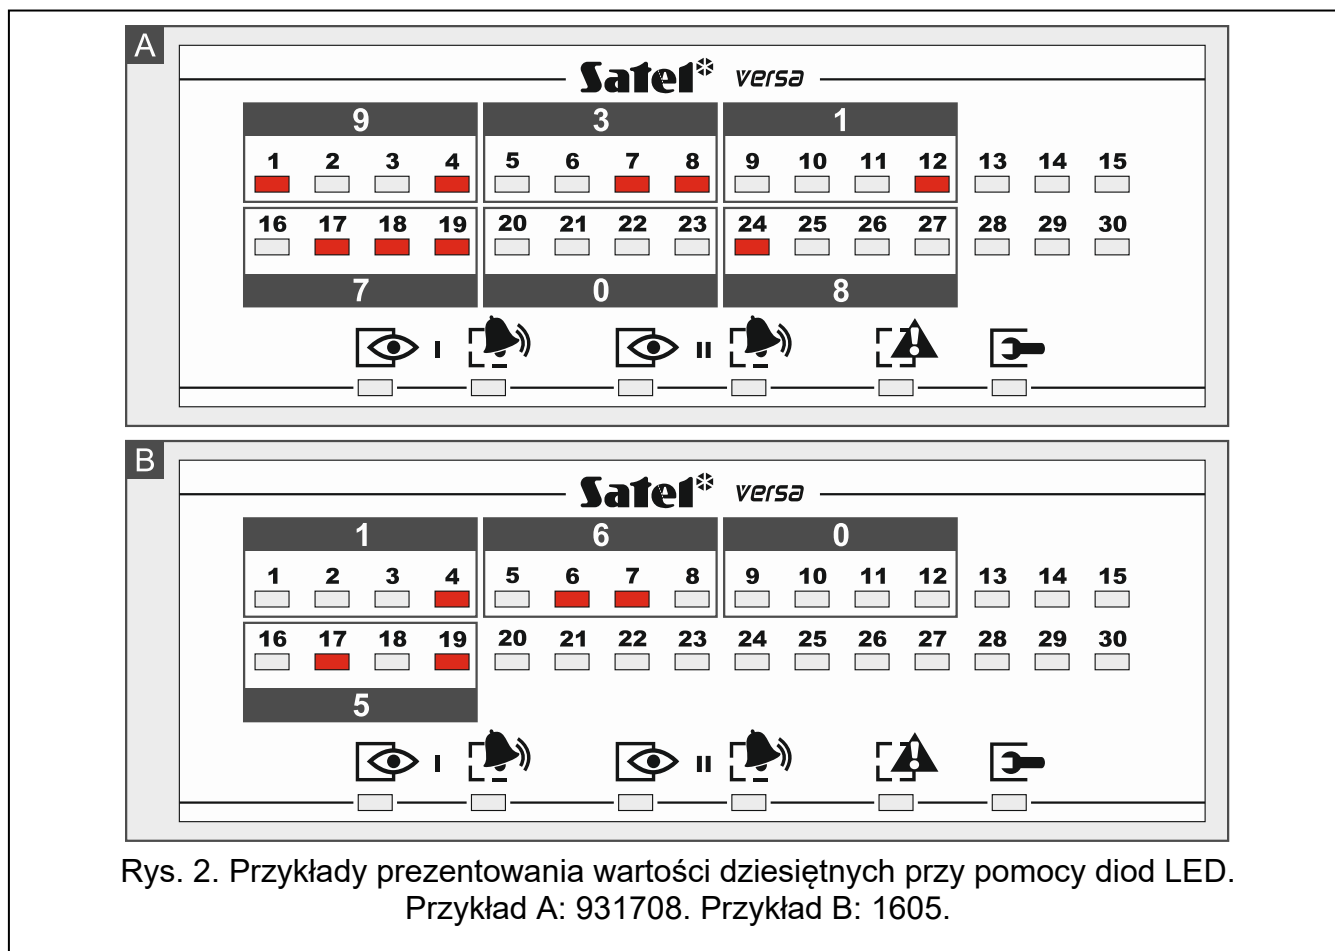 A
Satel versa
9 3 1
1 2 3 4 5 6 7 8 9 10 11 12 13 14 15
16 17 18 19 20 21 22 23 24 25 26 27 28 29 30
7 0 8
I II
B
Satel versa
1 6 0
1 2 3 4 5 6 7 8 9 10 11 12 13 14 15
16 17 18 19 20 21 22 23 24 25 26 27 28 29 30
5
I II
Rys. 2. Przykłady prezentowania wartości dziesiętnych przy pomocy diod LED.
Przykład A: 931708. Przykład B: 1605.